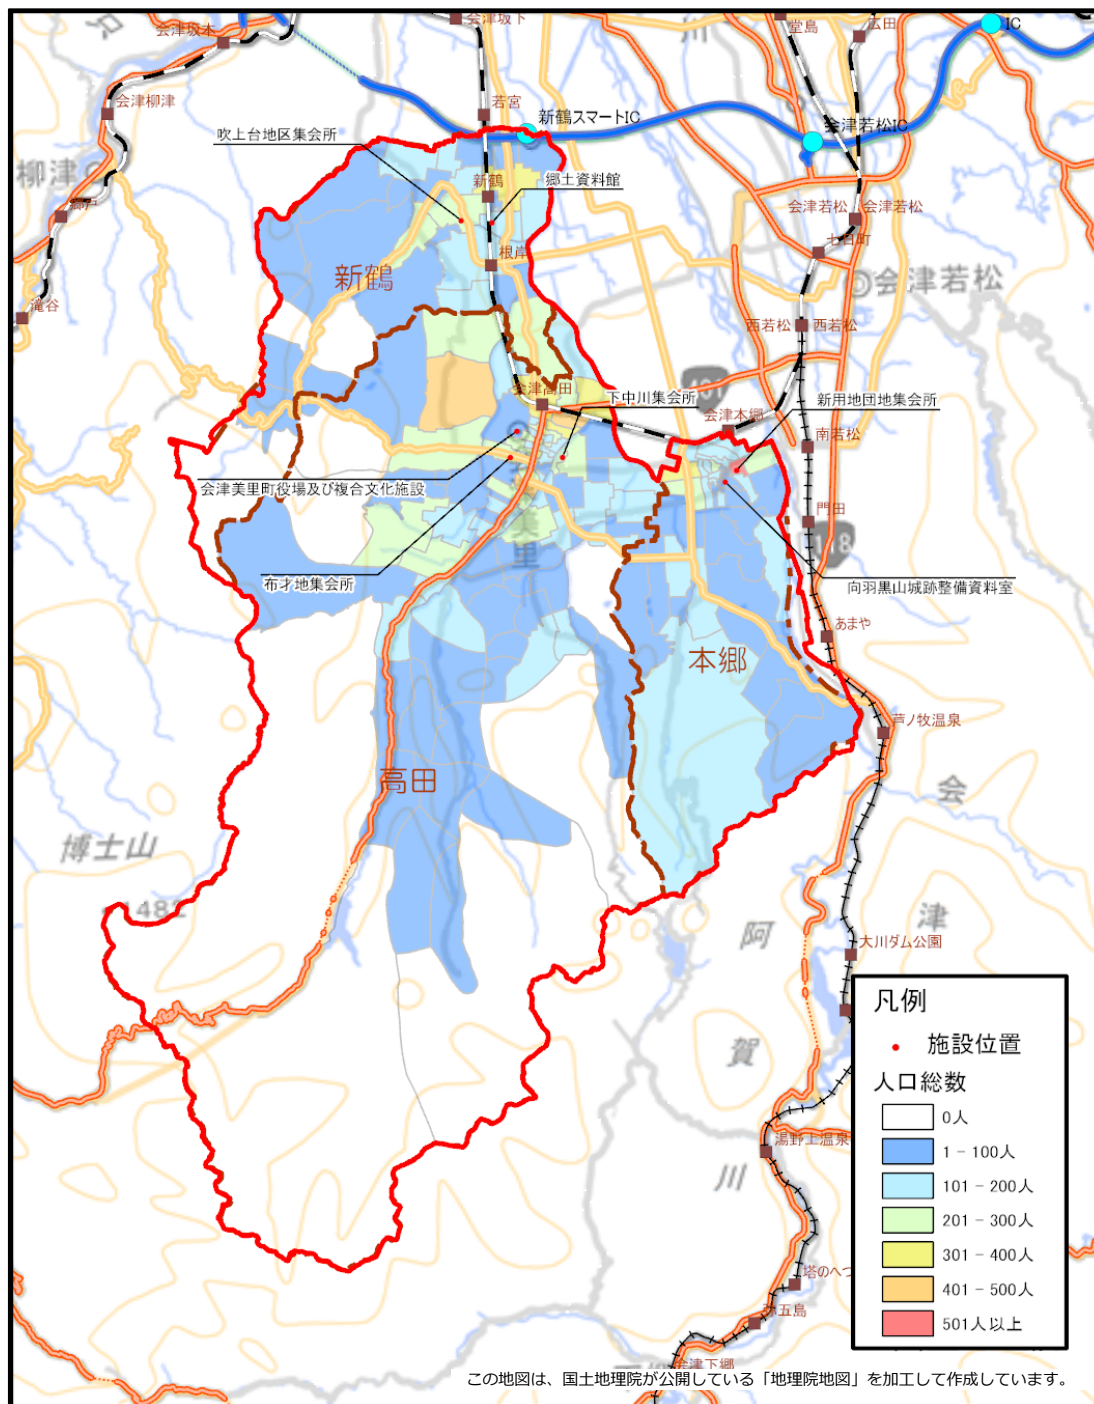 会津坂下
会津坂本
堂島
広田
IC
川
会津柳津
若宮
新鶴スマートIC
会津若松IC
吹上台地区集会所
柳津
新鶴
郷土資料館
郷戸
会津若松
会津若松
七日町
根岸
新鶴
会津若松
滝谷
西若松
西若松
会津高田
下中川集会所
401
新用地団地集会所
会津本郷
南若松
会津美里町役場及び複合文化施設
門田
118
美里
布才地集会所
向羽黒山城跡整備資料室
あまや
本郷
芦ノ牧温泉
高田
会
博士山
1482
津
阿
大川ダム公園
賀
川
湯野上温泉
塔のへつ
弥五島
会津下郷
凡例
施設位置
人口総数
0人
1 - 100人
101 - 200人
201 - 300人
301 - 400人
401 - 500人
501人以上
この地図は、国土地理院が公開している「地理院地図」を加工して作成しています。